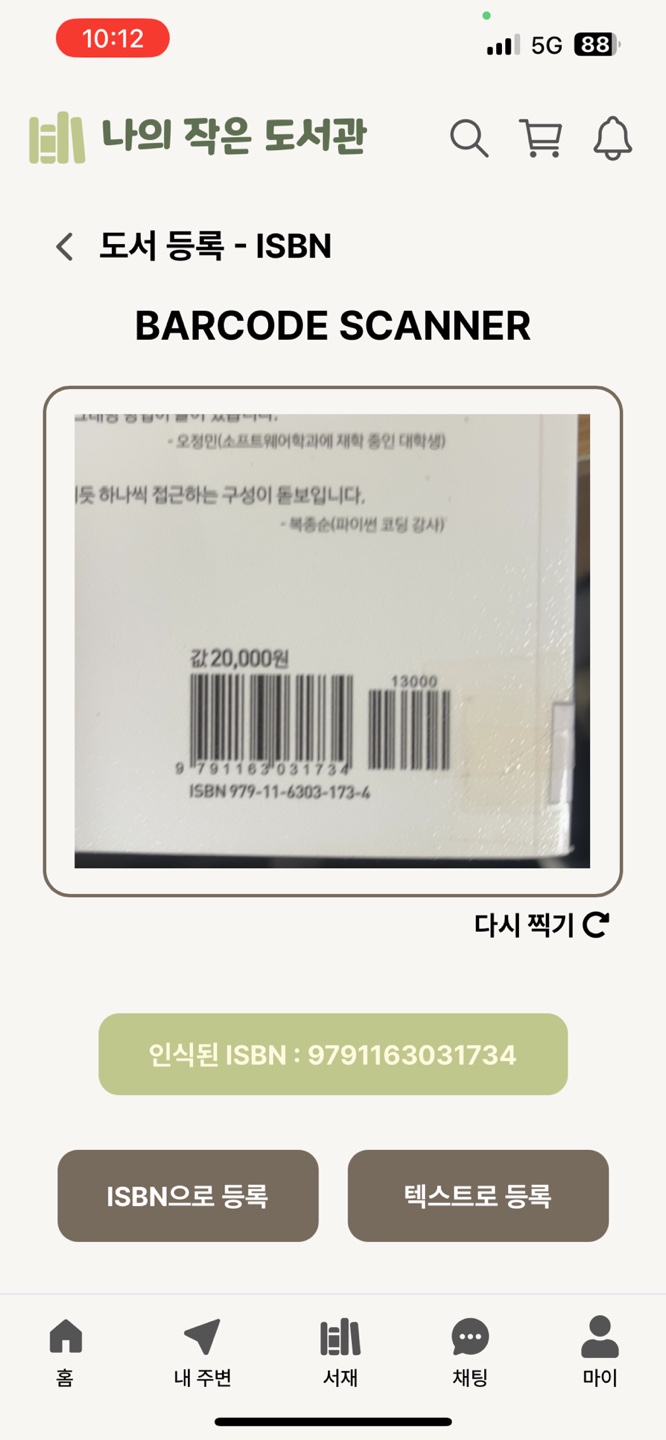 10:12
5G 88
나의 작은 도서관
도서 등록 - ISBN
BARCODE SCANNER
- 오정민(소프트웨어학과에 재학 중인 대학생)
하나씩 접근하는 구성이 돋보입니다.
- 복종순(파이썬 코딩 강사)
값 20,000원
13000
9 791163 031734
ISBN 979-11-6303-173-4
다시 찍기
인식된 ISBN : 9791163031734
ISBN으로 등록
텍스트로 등록
홈
내 주변
서재
채팅
마이